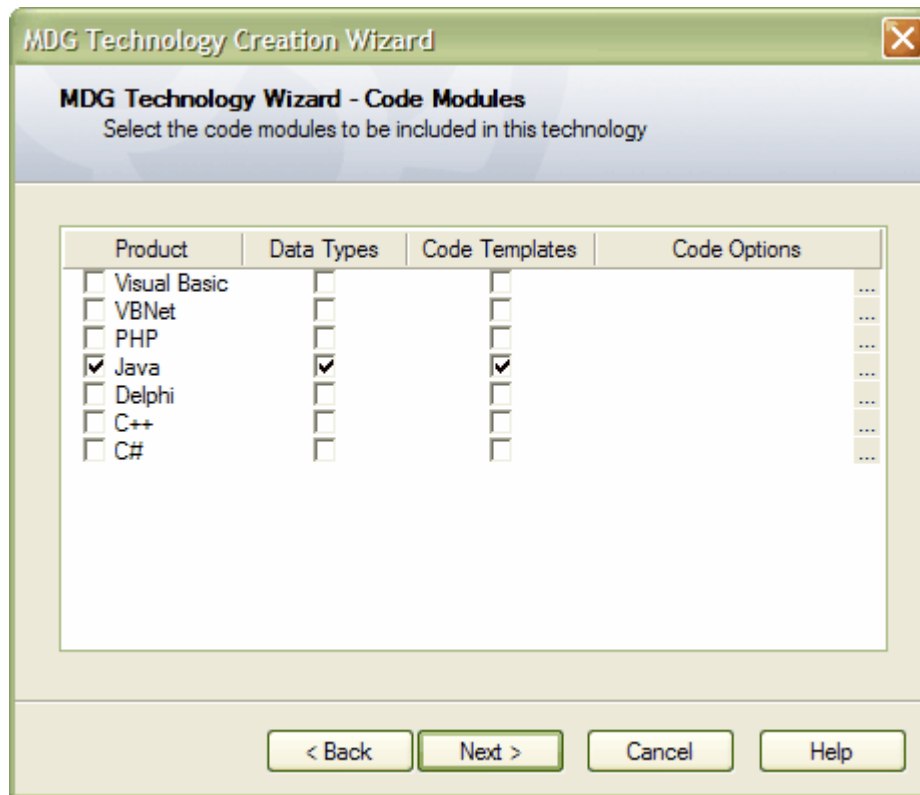 MDG Technology Creation Wizard
MDG Technology Wizard - Code Modules
Select the code modules to be included in this technology
Product Data Types Code Templates Code Options
Visual Basic ...
VBNet ...
PHP ...
Java ...
Delphi ...
C++ ...
C# ...
< Back Next > Cancel Help